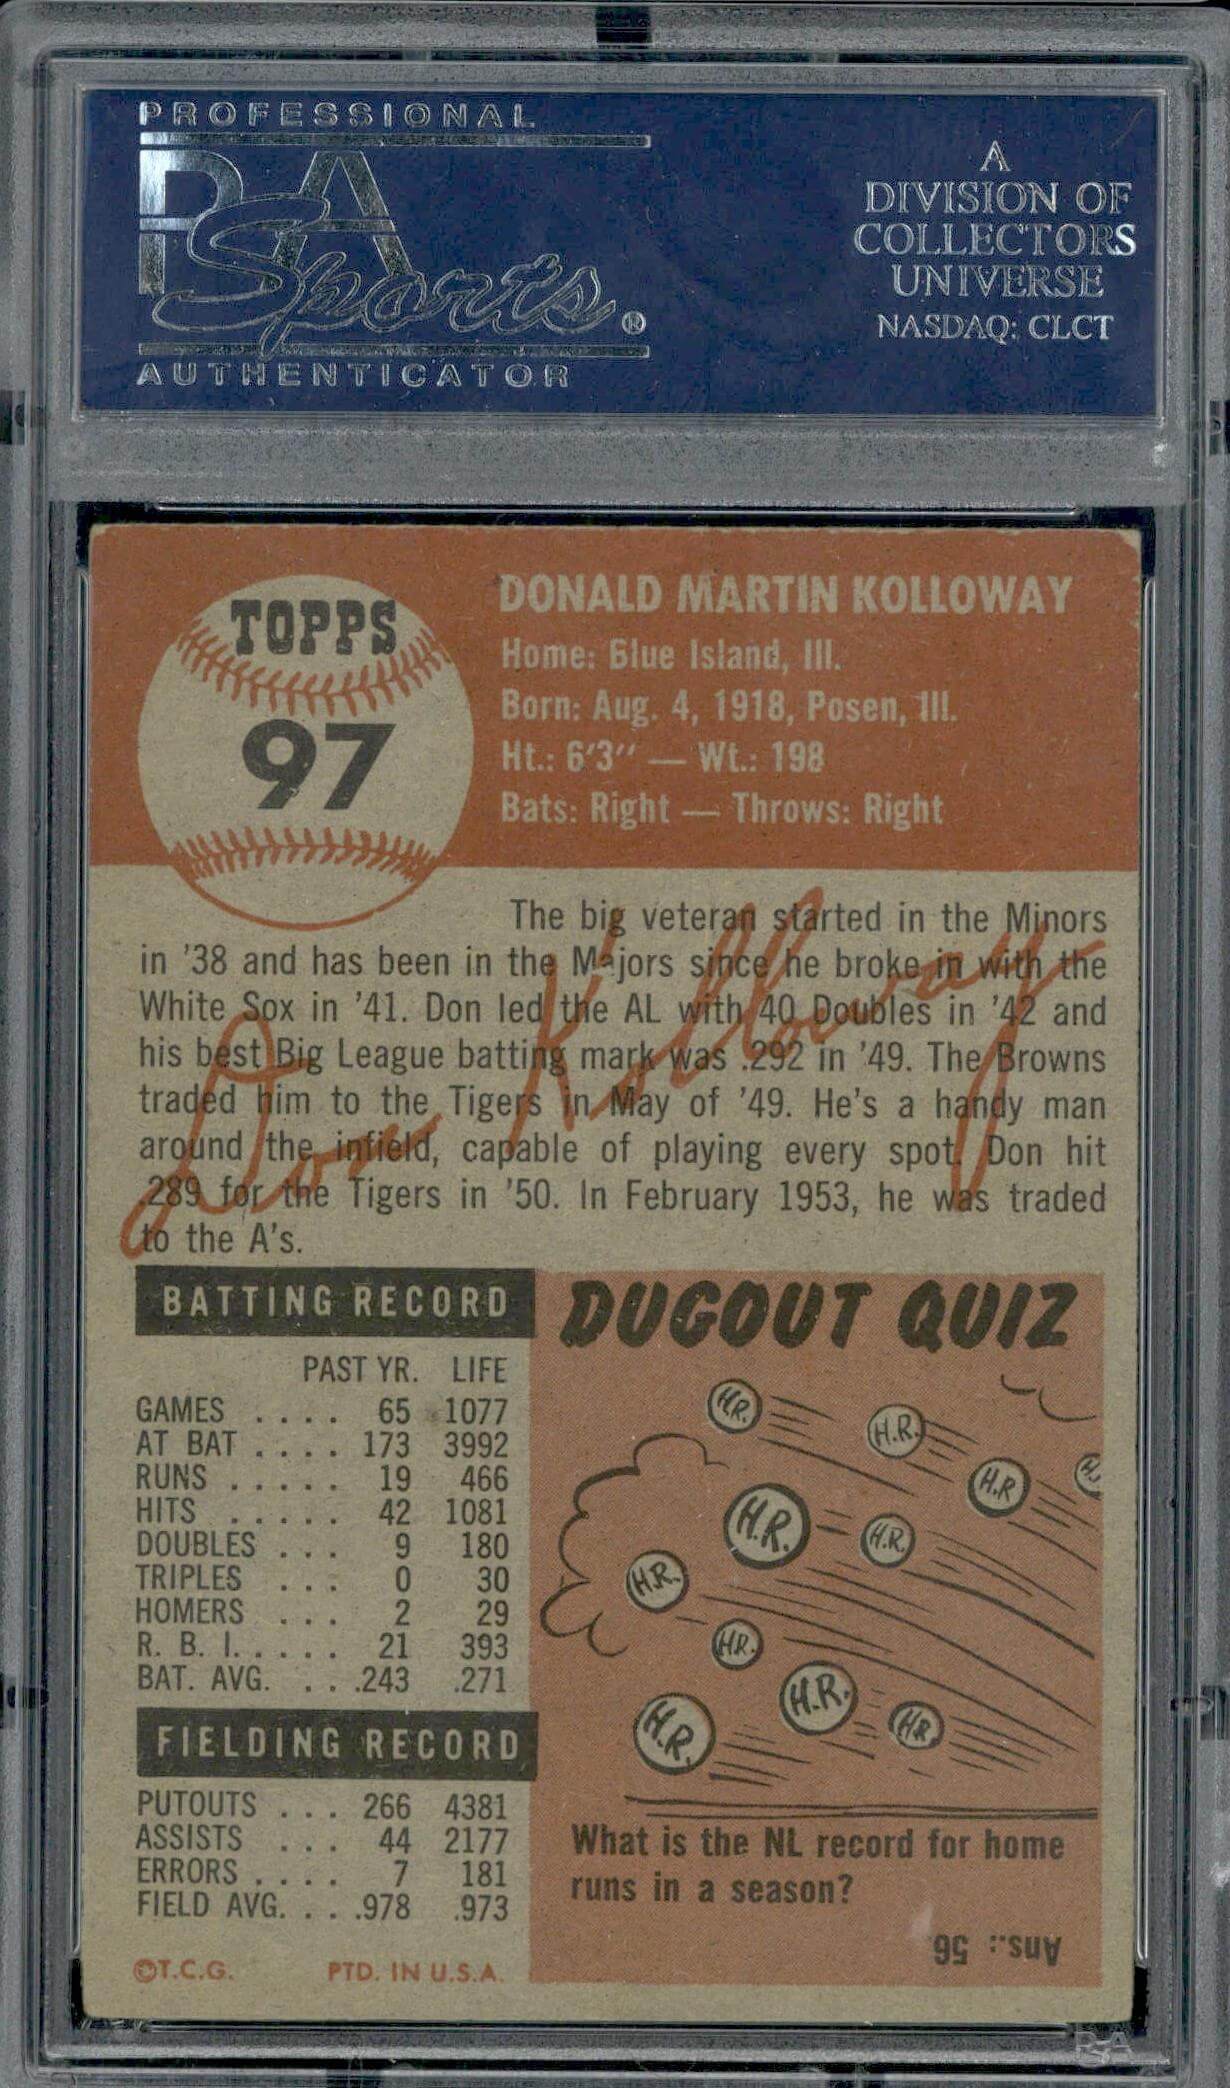 PROFESSIONAL
PSA
Sports®
AUTHENTICATOR
A
DIVISION OF
COLLECTORS
UNIVERSE
NASDAQ: CLCT
TOPPS
97
DONALD MARTIN KOLLOWAY
Home: Blue Island, Ill.
Born: Aug. 4, 1918, Posen, Ill.
Ht.: 6'3" — Wt.: 198
Bats: Right — Throws: Right
The big veteran started in the Minors
in '38 and has been in the Majors since he broke in with the
White Sox in '41. Don led the AL with 40 Doubles in '42 and
his best Big League batting mark was .292 in '49. The Browns
traded him to the Tigers in May of '49. He's a handy man
around the infield, capable of playing every spot. Don hit
.289 for the Tigers in '50. In February 1953, he was traded
to the A's.
Don Kolloway
BATTING RECORD
PAST YR. LIFE
GAMES .... 65 1077
AT BAT .... 173 3992
RUNS ..... 19 466
HITS ..... 42 1081
DOUBLES ... 9 180
TRIPLES ... 0 30
HOMERS ... 2 29
R. B. I. .... 21 393
BAT. AVG. ... .243 .271
FIELDING RECORD
PUTOUTS ... 266 4381
ASSISTS ... 44 2177
ERRORS .... 7 181
FIELD AVG. ... .978 .973
©T.C.G. PTD. IN U.S.A.
DUGOUT QUIZ
H.R.
H.R.
H.R
H.
H.R.
H.R.
H.R.
H.R.
H.R.
H.R.
H.R
What is the NL record for home
runs in a season?
Ans.: 56
PSA